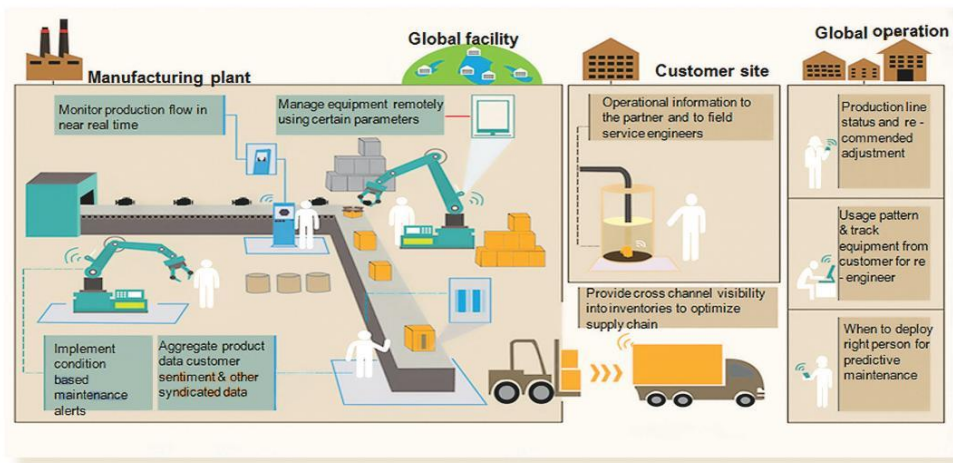 Manufacturing plant
Global facility
Customer site
Global operation
Monitor production flow in
near real time
Manage equipment remotely
using certain parameters
Implement
condition
based
maintenance
alerts
Aggregate product
data customer
sentiment & other
syndicated data
Operational information to
the partner and to field
service engineers
Provide cross channel visibility
into inventories to optimize
supply chain
Production line
status and re -
commended
adjustment
Usage pattern
& track
equipment from
customer for re
- engineer
When to deploy
right person for
predictive
maintenance